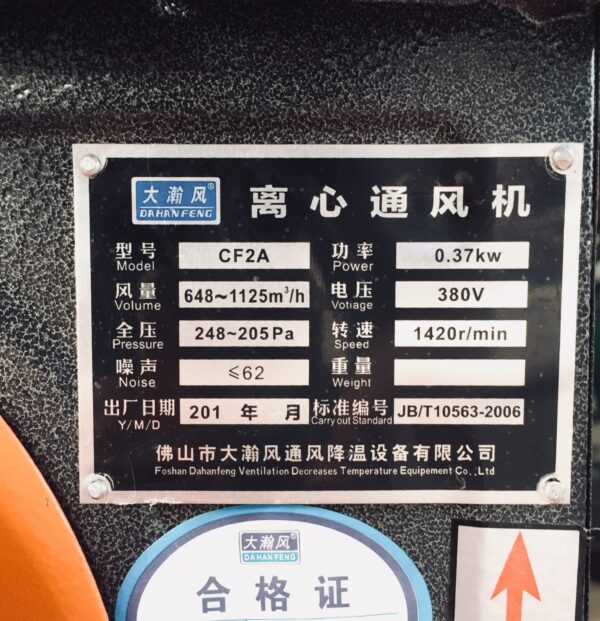 大瀚风®
DAHANFENG
离心通风机
型号 CF2A 功率 0.37kw
Model Power
风量 648~1125m³/h 电压 380V
Volume Votiage
全压 248~205Pa 转速 1420r/min
Pressure Speed
噪声 ≤62 重量
Noise Weight
出厂日期 201 年 月 标准编号 JB/T10563-2006
Y/M/D Carry out Standard
佛山市大瀚风通风降温设备有限公司
Foshan Dahanfeng Ventilation Decreases Temperature Equipement Co.,Ltd
大瀚风®
DAHANFENG
合格证